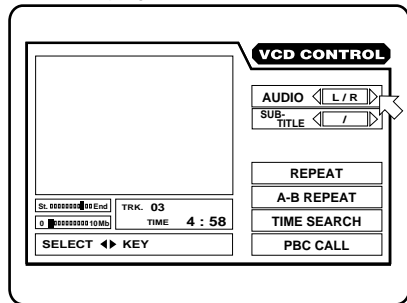 VCD CONTROL
AUDIO L / R
SUB-TITLE /
REPEAT
A-B REPEAT
TIME SEARCH
PBC CALL
St. End
TRK. 03
0 10Mb
TIME 4 : 58
SELECT KEY